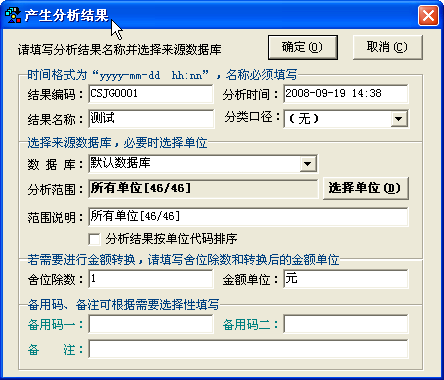 产生分析结果
请填写分析结果名称并选择来源数据库 确定(O) 取消(C)
时间格式为“yyyy-mm-dd hh:nn”，名称必须填写
结果编码： CSJG0001 分析时间： 2008-09-19 14:38
结果名称： 测试 分类口径： (无)
选择来源数据库，必要时选择单位
数 据 库： 默认数据库
分析范围： 所有单位[46/46] 选择单位(D)
范围说明： 所有单位[46/46]
分析结果按单位代码排序
若需要进行金额转换，请填写舍位除数和转换后的金额单位
舍位除数： 1 金额单位： 元
备用码、备注可根据需要选择性填写
备用码一： 备用码二：
备 注：